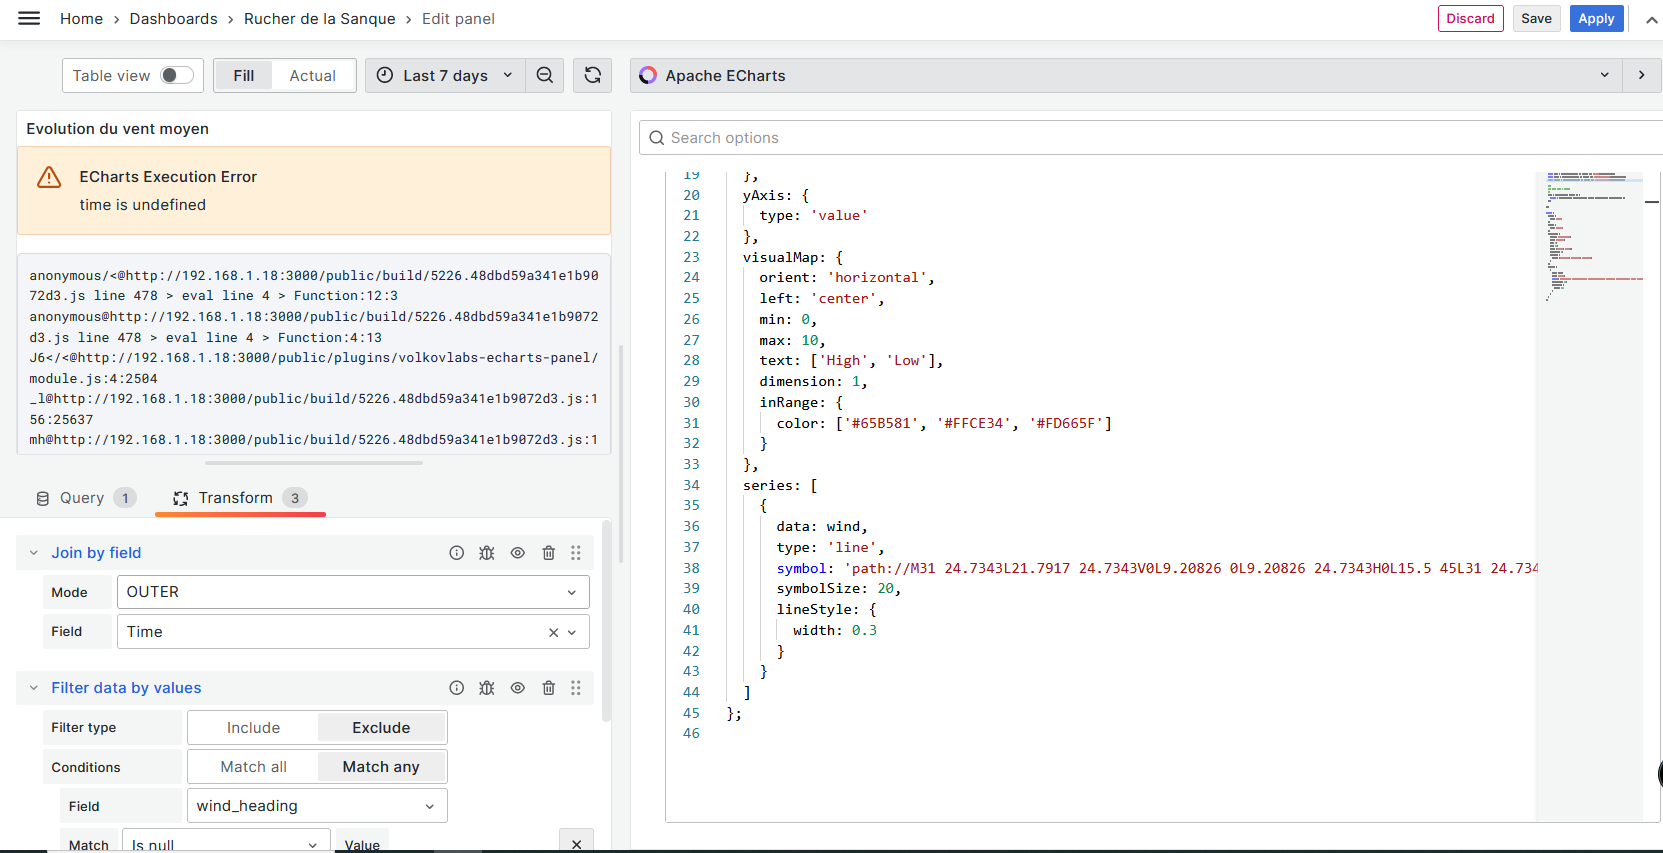 Home › Dashboards › Rucher de la Sanque › Edit panel
Discard Save Apply
Table view Fill Actual Last 7 days
Apache ECharts
Evolution du vent moyen
Search options
ECharts Execution Error
time is undefined
anonymous/<@http://192.168.1.18:3000/public/build/5226.48dbd59a341e1b90
72d3.js line 478 > eval line 4 > Function:12:3
anonymous@http://192.168.1.18:3000/public/build/5226.48dbd59a341e1b9072
d3.js line 478 > eval line 4 > Function:4:13
J6</<@http://192.168.1.18:3000/public/plugins/volkovlabs-echarts-panel/
module.js:4:2504
_l@http://192.168.1.18:3000/public/build/5226.48dbd59a341e1b9072d3.js:1
56:25637
mh@http://192.168.1.18:3000/public/build/5226.48dbd59a341e1b9072d3.js:1
Query 1 Transform 3
Join by field
Mode OUTER
Field Time
Filter data by values
Filter type Include Exclude
Conditions Match all Match any
Field wind_heading
Match Is null Value
19 },
20 yAxis: {
21 type: 'value'
22 },
23 visualMap: {
24 orient: 'horizontal',
25 left: 'center',
26 min: 0,
27 max: 10,
28 text: ['High', 'Low'],
29 dimension: 1,
30 inRange: {
31 color: ['#65B581', '#FFCE34', '#FD665F']
32 }
33 },
34 series: [
35 {
36 data: wind,
37 type: 'line',
38 symbol: 'path://M31 24.7343L21.7917 24.7343V0L9.20826 0L9.20826 24.7343H0L15.5 45L31 24.734
39 symbolSize: 20,
40 lineStyle: {
41 width: 0.3
42 }
43 }
44 ]
45 };
46